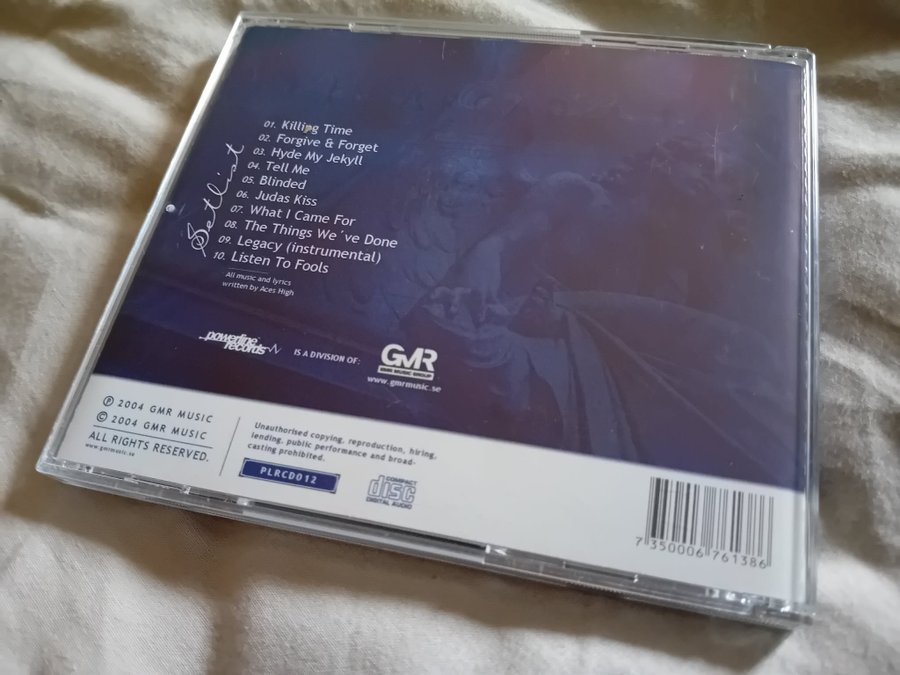 Setlist
01. Killing Time
02. Forgive & Forget
03. Hyde My Jekyll
04. Tell Me
05. Blinded
06. Judas Kiss
07. What I Came For
08. The Things We´ve Done
09. Legacy (instrumental)
10. Listen To Fools
All music and lyrics
written by Aces High
powerline
records
IS A DIVISION OF:
GMR
GMR MUSIC GROUP
www.gmrmusic.se
℗ 2004 GMR MUSIC
© 2004 GMR MUSIC
ALL RIGHTS RESERVED.
www.gmrmusic.se
Unauthorised copying, reproduction, hiring,
lending, public performance and broad-
casting prohibited.
PLRCD012
COMPACT
disc
DIGITAL AUDIO
7 350006 761386